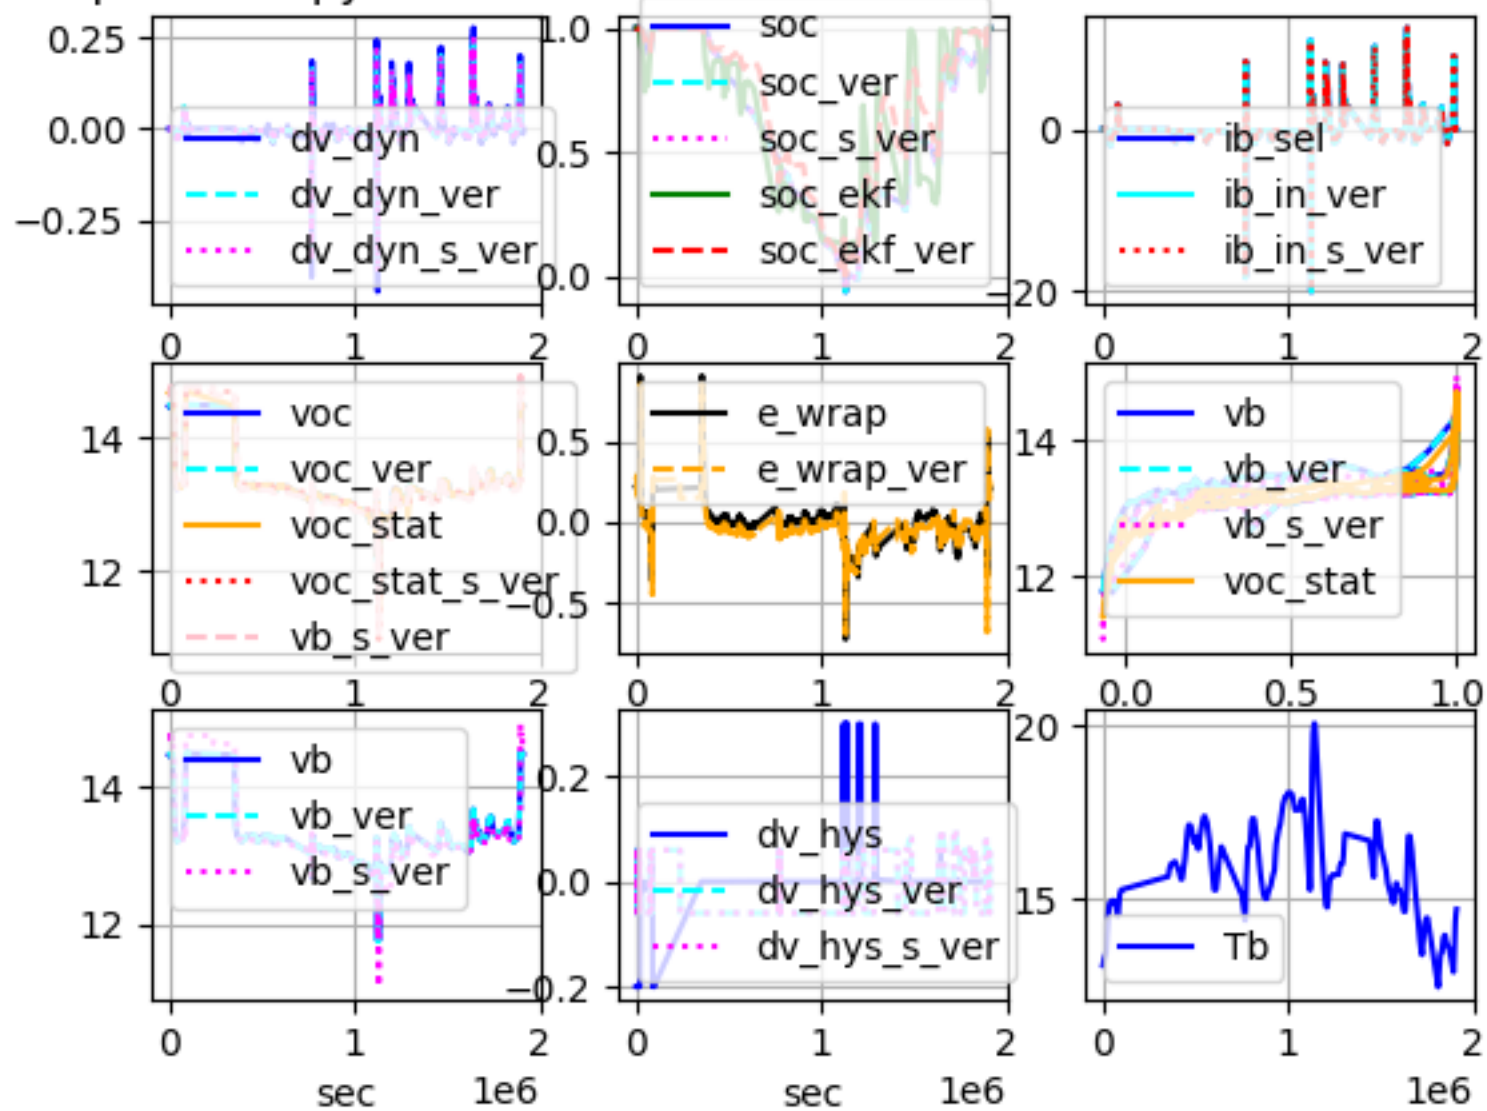 0.25
0.00
−0.25
dv_dyn
dv_dyn_ver
dv_dyn_s_ver
0
1
2
1.0
0.5
0.0
soc
soc_ver
soc_s_ver
soc_ekf
soc_ekf_ver
0
1
2
0
−20
ib_sel
ib_in_ver
ib_in_s_ver
0
1
2
14
12
voc
voc_ver
voc_stat
voc_stat_s_ver
vb_s_ver
0
1
2
0.5
0.0
−0.5
e_wrap
e_wrap_ver
0
1
2
14
12
vb
vb_ver
vb_s_ver
voc_stat
0.0
0.5
1.0
14
12
vb
vb_ver
vb_s_ver
0
1
2
sec
1e6
0.2
0.0
−0.2
dv_hys
dv_hys_ver
dv_hys_s_ver
0
1
2
sec
1e6
20
15
Tb
0
1
2
1e6